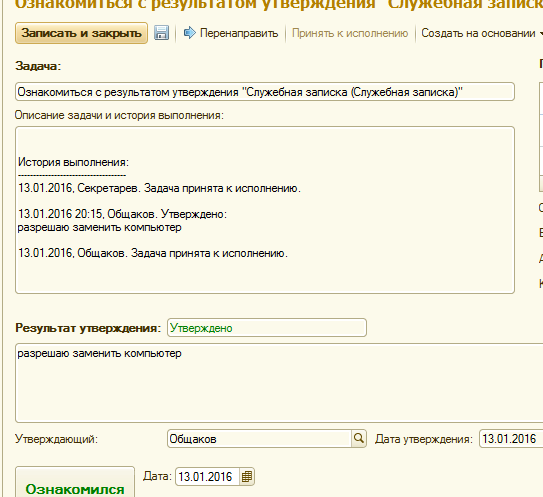 Ознакомиться с результатом утверждения "Служебная записк
Записать и закрыть Перенаправить Принять к исполнению Создать на основании
Задача:
Ознакомиться с результатом утверждения "Служебная записка (Служебная записка)"
Описание задачи и история выполнения:
История выполнения:
------------------------------------
13.01.2016, Секретарев. Задача принята к исполнению.
13.01.2016 20:15, Общаков. Утверждено:
разрешаю заменить компьютер
13.01.2016, Общаков. Задача принята к исполнению.
Результат утверждения: Утверждено
разрешаю заменить компьютер
Утверждающий: Общаков Дата утверждения: 13.01.2016
Ознакомился Дата: 13.01.2016